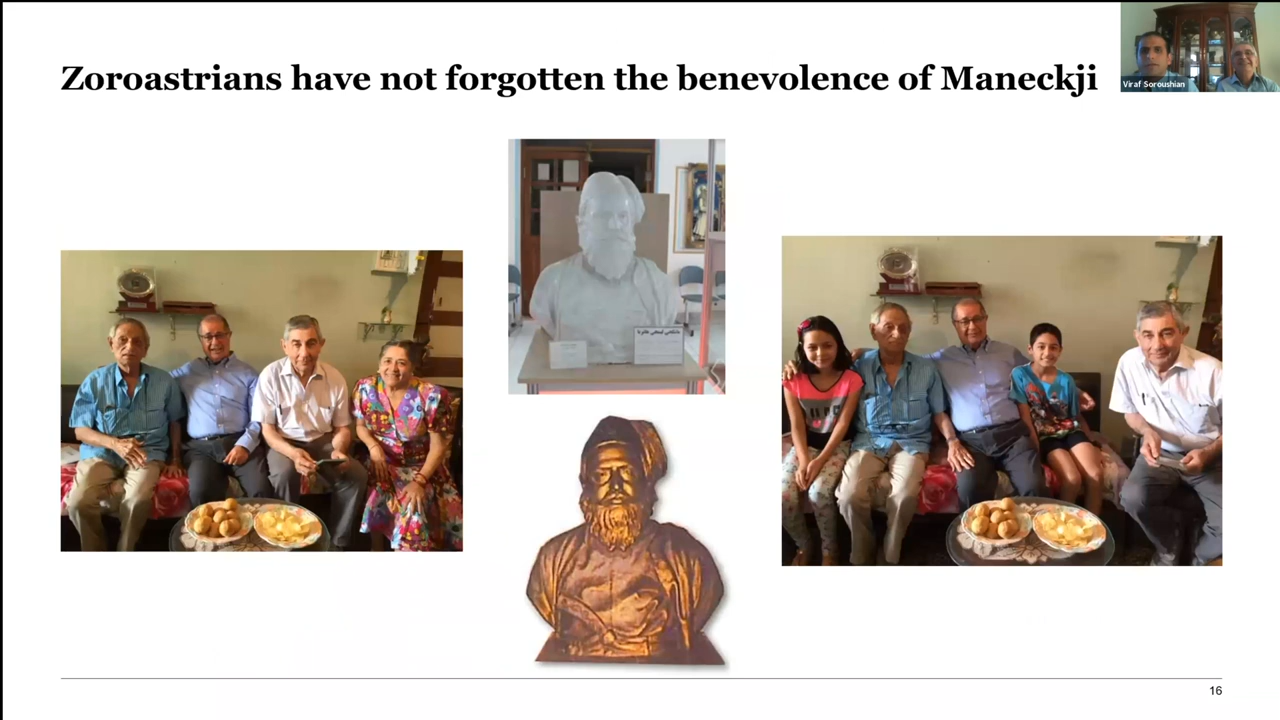 Zoroastrians have not forgotten the benevolence of Maneckji
Viraf Soroushian
16